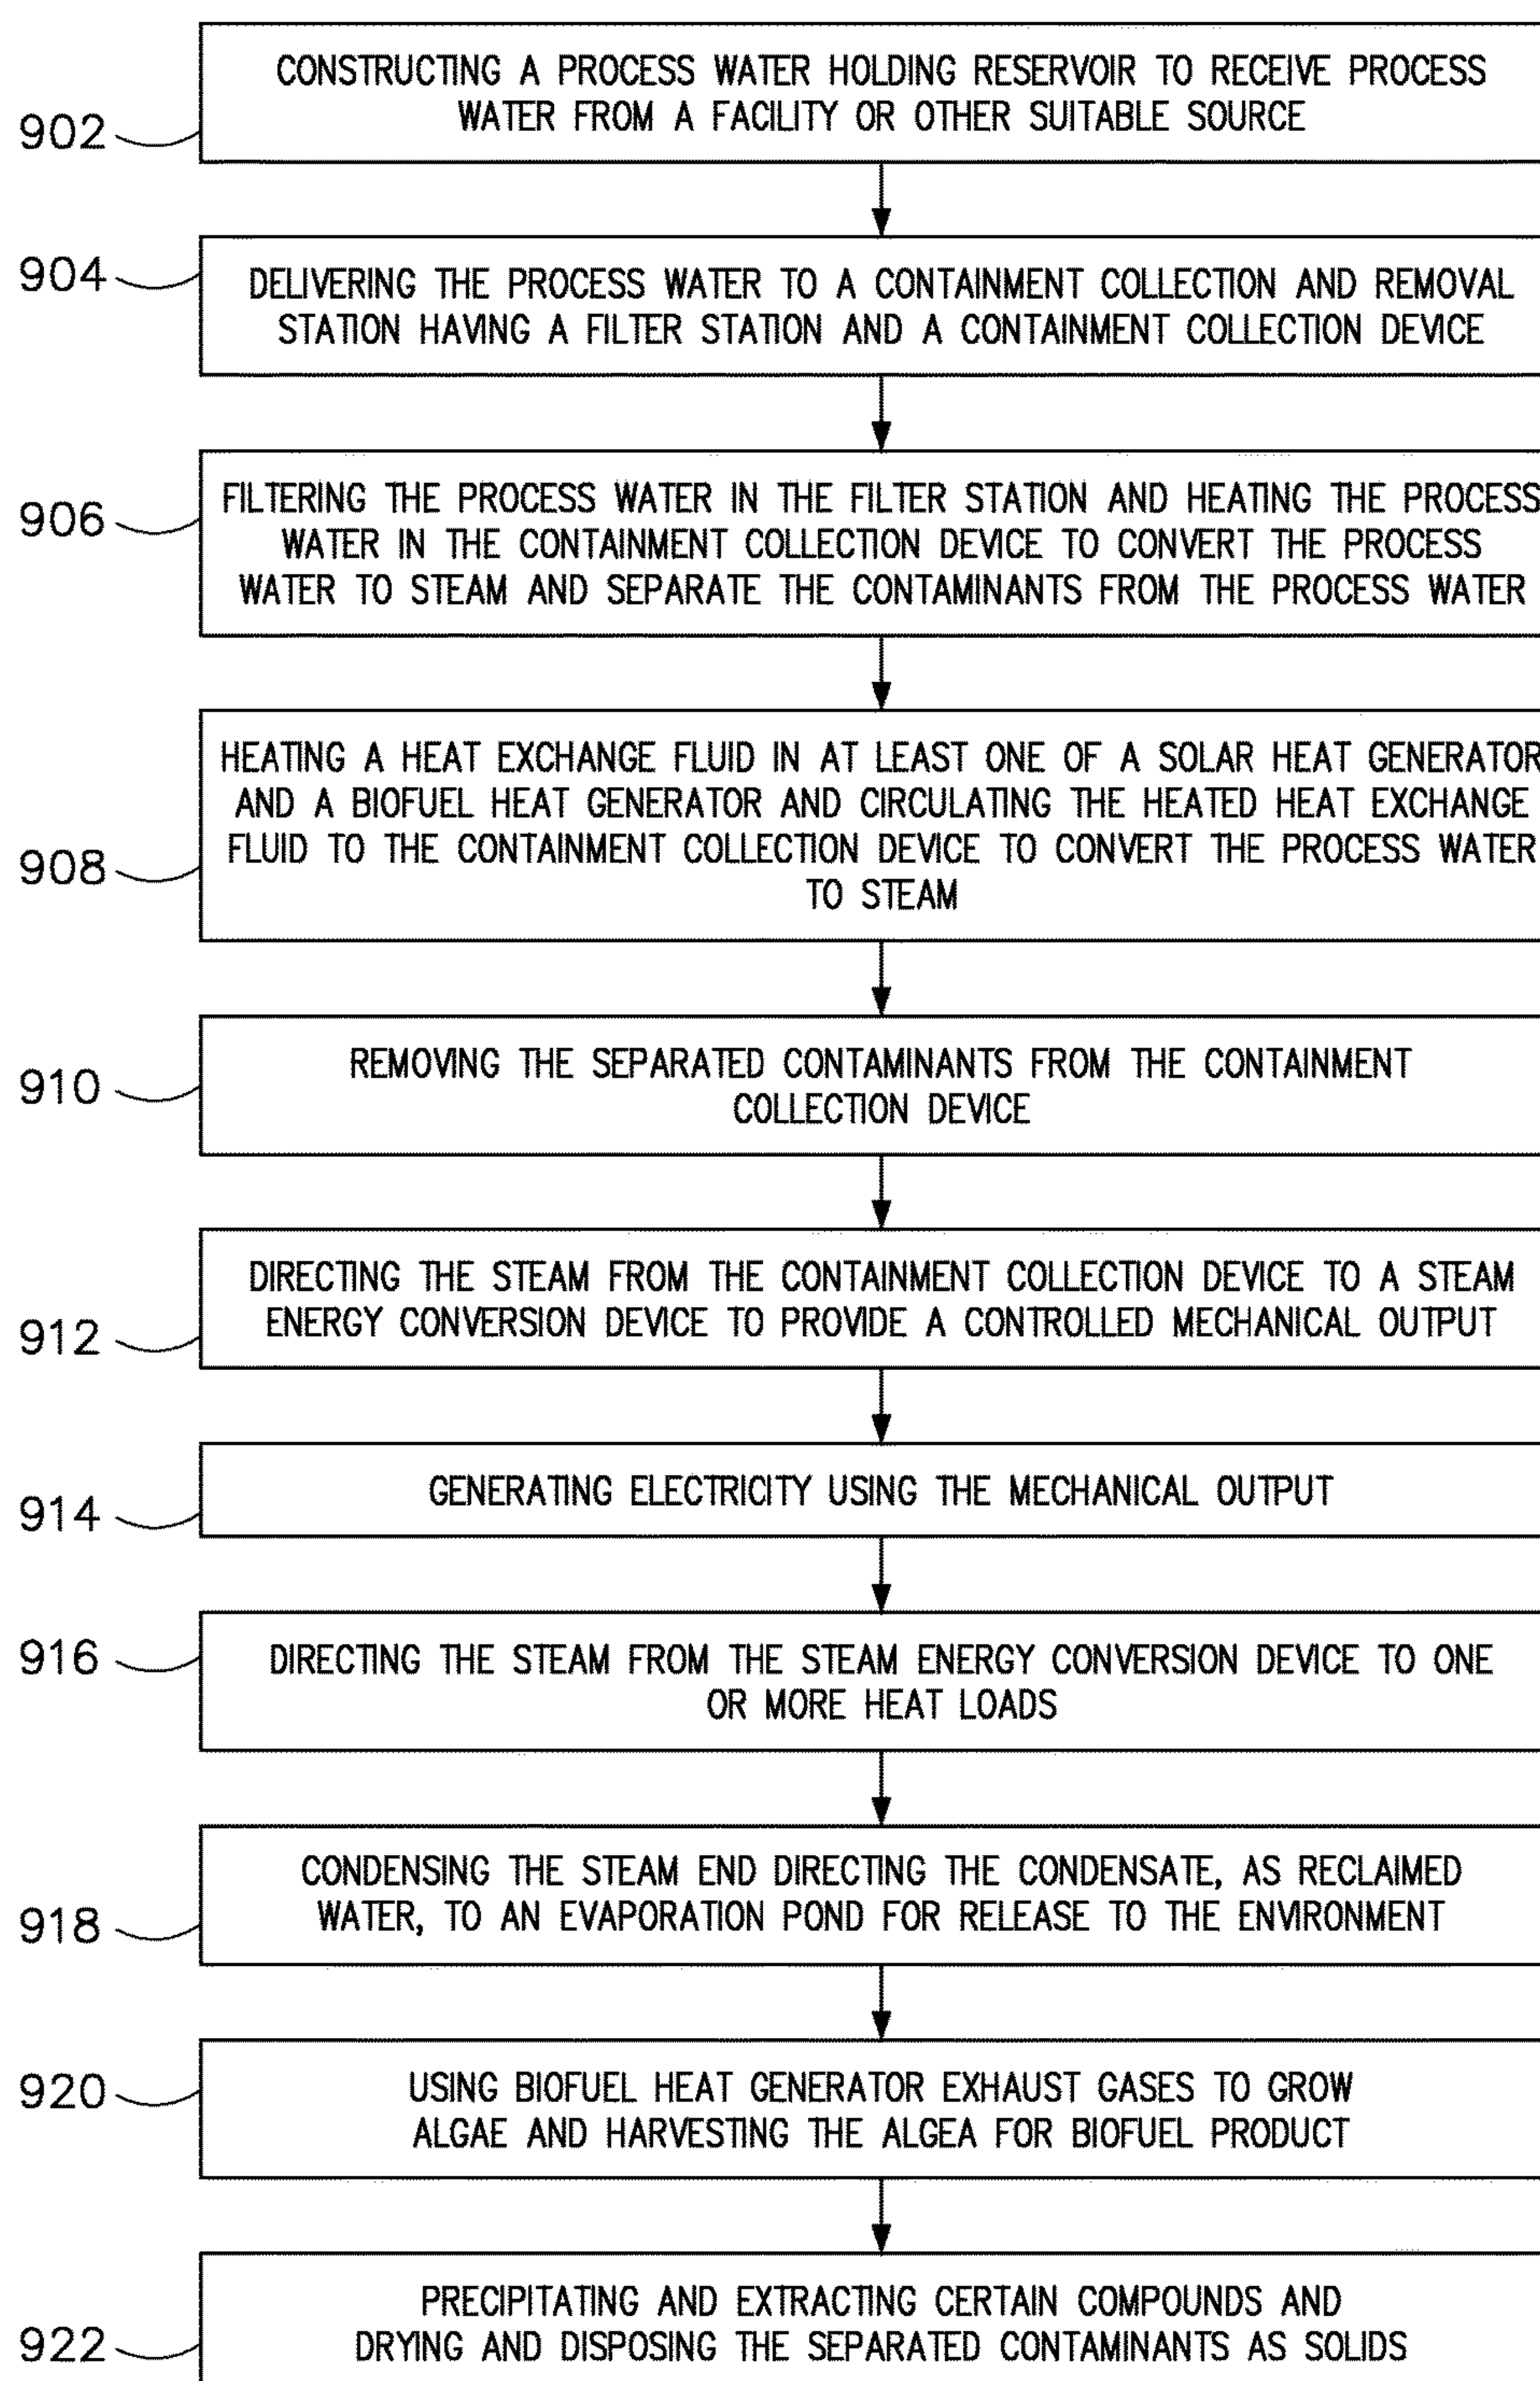 CONSTRUCTING A PROCESS WATER HOLDING RESERVOIR TO RECEIVE PROCESS
WATER FROM A FACILITY OR OTHER SUITABLE SOURCE
902
904
DELIVERING THE PROCESS WATER TO A CONTAINMENT COLLECTION AND REMOVAL
STATION HAVING A FILTER STATION AND A CONTAINMENT COLLECTION DEVICE
906
FILTERING THE PROCESS WATER IN THE FILTER STATION AND HEATING THE PROCESS
WATER IN THE CONTAINMENT COLLECTION DEVICE TO CONVERT THE PROCESS
WATER TO STEAM AND SEPARATE THE CONTAMINANTS FROM THE PROCESS WATER
HEATING A HEAT EXCHANGE FLUID IN AT LEAST ONE OF A SOLAR HEAT GENERATOR
AND A BIOFUEL HEAT GENERATOR AND CIRCULATING THE HEATED HEAT EXCHANGE
FLUID TO THE CONTAINMENT COLLECTION DEVICE TO CONVERT THE PROCESS WATER
TO STEAM
908
REMOVING THE SEPARATED CONTAMINANTS FROM THE CONTAINMENT
COLLECTION DEVICE
910
DIRECTING THE STEAM FROM THE CONTAINMENT COLLECTION DEVICE TO A STEAM
ENERGY CONVERSION DEVICE TO PROVIDE A CONTROLLED MECHANICAL OUTPUT
912
GENERATING ELECTRICITY USING THE MECHANICAL OUTPUT
914
916
DIRECTING THE STEAM FROM THE STEAM ENERGY CONVERSION DEVICE TO ONE
OR MORE HEAT LOADS
CONDENSING THE STEAM END DIRECTING THE CONDENSATE, AS RECLAIMED
WATER, TO AN EVAPORATION POND FOR RELEASE TO THE ENVIRONMENT
918
920
USING BIOFUEL HEAT GENERATOR EXHAUST GASES TO GROW
ALGAE AND HARVESTING THE ALGEA FOR BIOFUEL PRODUCT
PRECIPITATING AND EXTRACTING CERTAIN COMPOUNDS AND
DRYING AND DISPOSING THE SEPARATED CONTAMINANTS AS SOLIDS
922